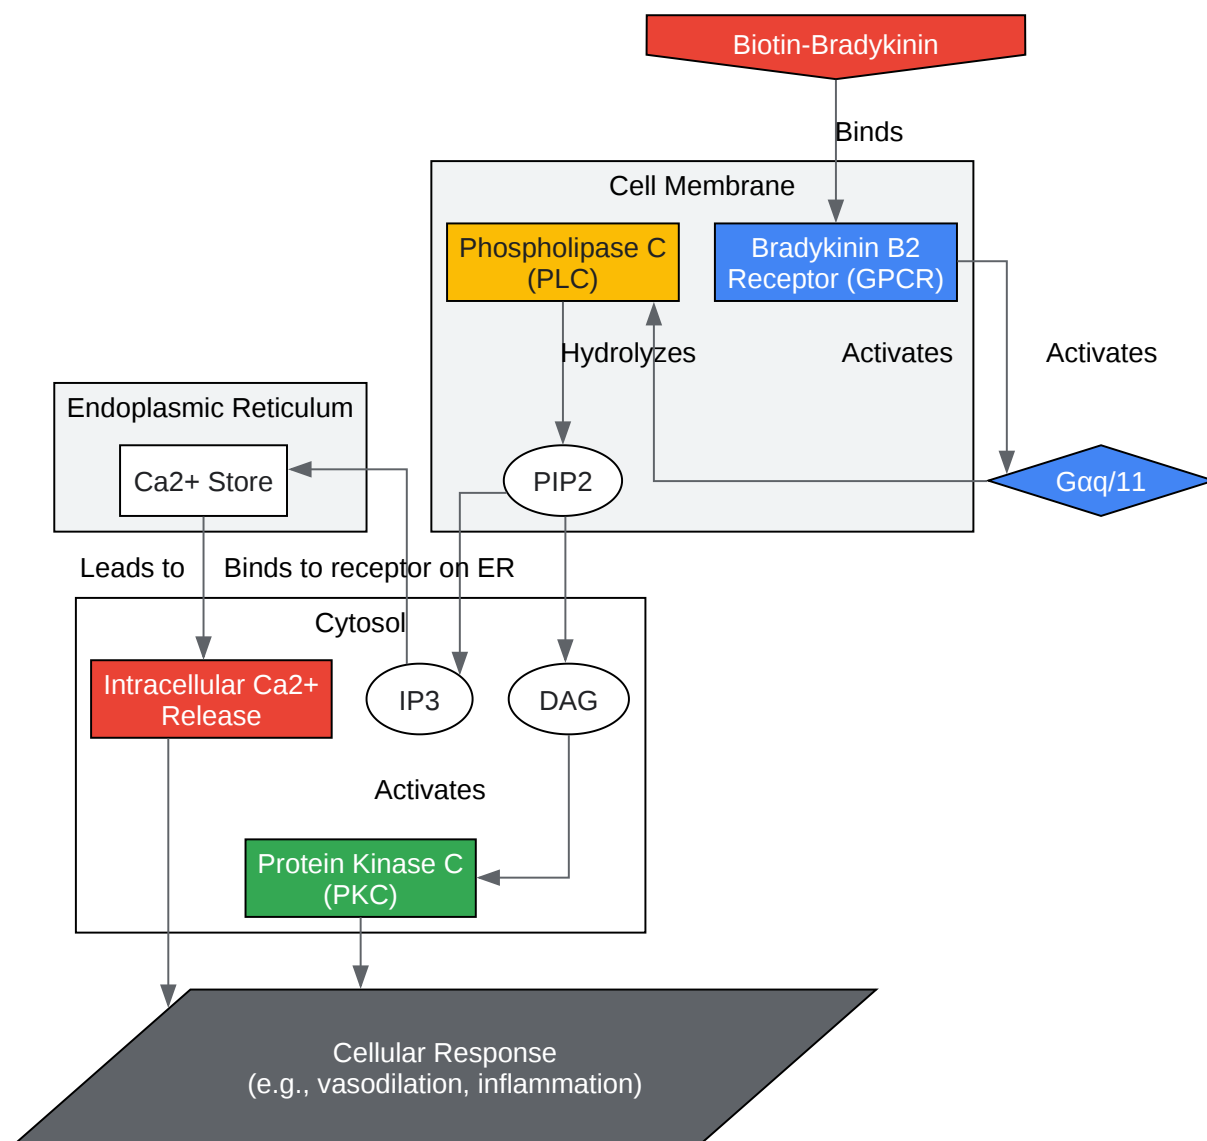 Biotin-Bradykinin
Binds
Cell Membrane
Phospholipase C
(PLC)
Bradykinin B2
Receptor (GPCR)
Hydrolyzes
Activates
Activates
Endoplasmic Reticulum
Ca2+ Store
PIP2
Gαq/11
Leads to
Binds to receptor on ER
Cytosol
Intracellular Ca2+
Release
IP3
DAG
Activates
Protein Kinase C
(PKC)
Cellular Response
(e.g., vasodilation, inflammation)